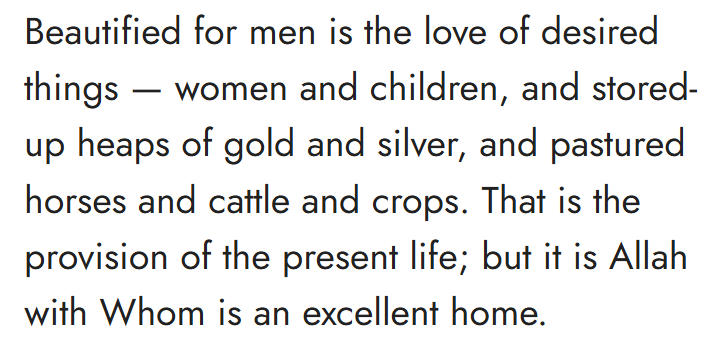 Beautified for men is the love of desired
things — women and children, and stored-
up heaps of gold and silver, and pastured
horses and cattle and crops. That is the
provision of the present life; but it is Allah
with Whom is an excellent home.